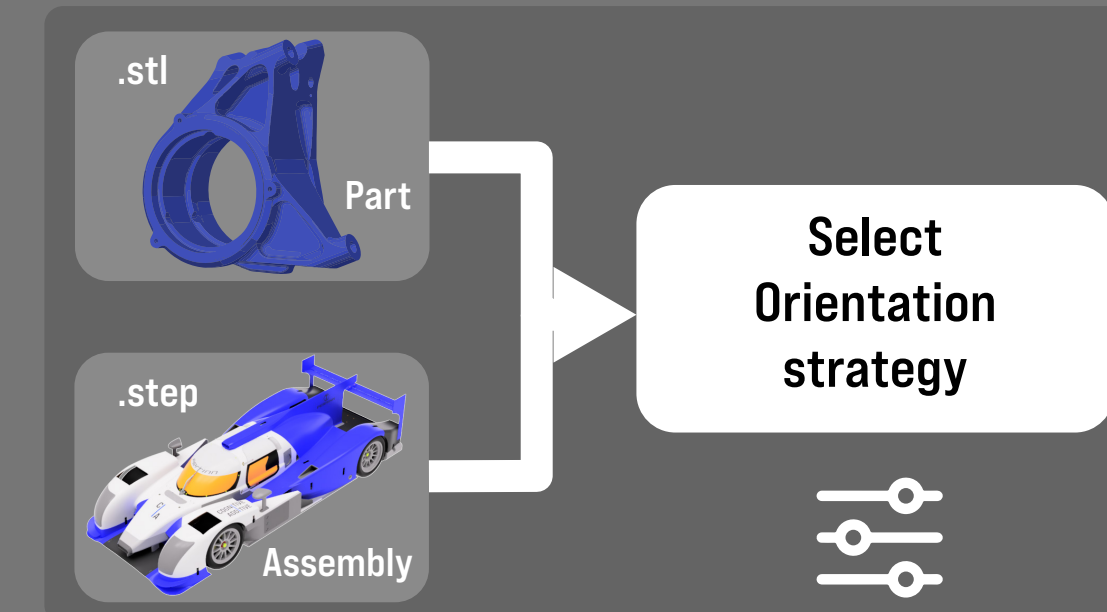 .stl
Part
.step
Assembly
Select
Orientation
strategy